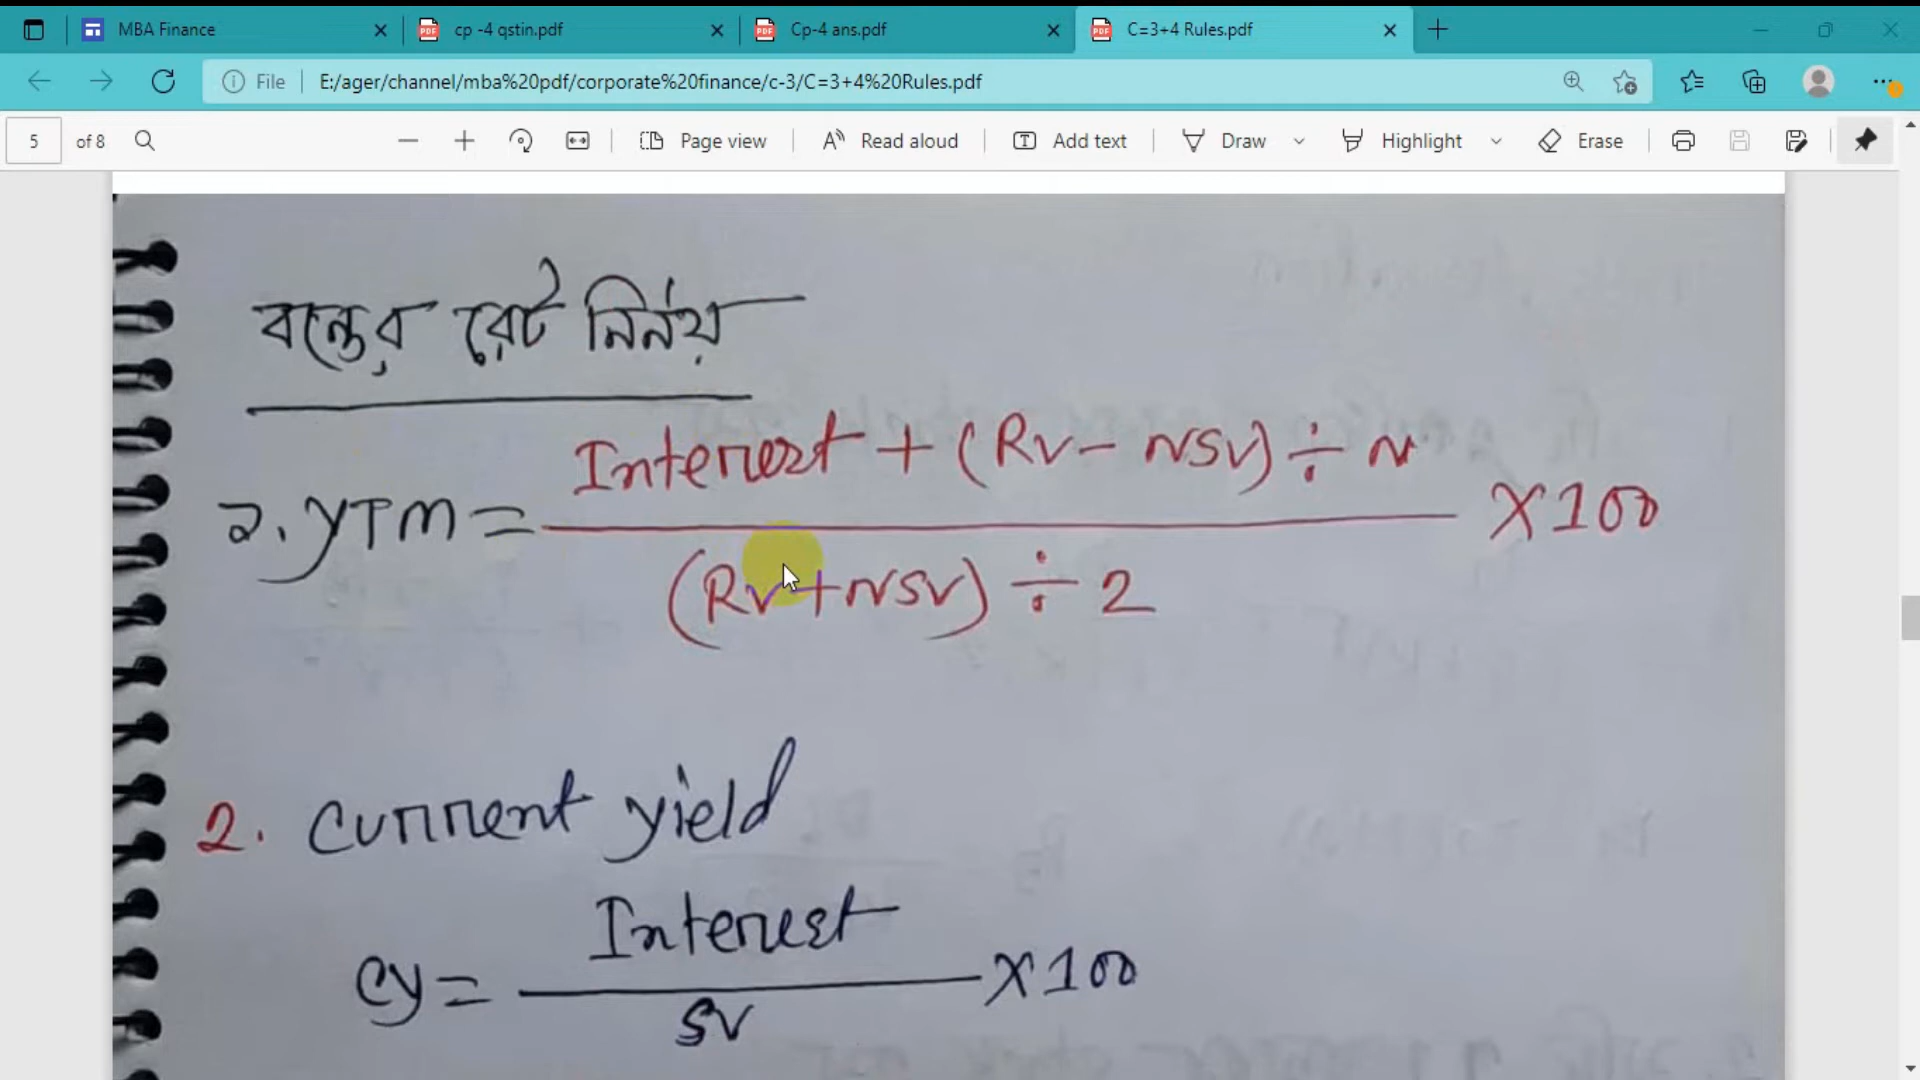 MBA Finance
cp -4 qstin.pdf
Cp-4 ans.pdf
C=3+4 Rules.pdf
File
E:/ager/channel/mba%20pdf/corporate%20finance/c-3/C=3+4%20Rules.pdf
5 of 8
Page view
Read aloud
Add text
Draw
Highlight
Erase
বন্ডের রেট নির্ণয়
১. YTM = Interest + (RV - NSV) ÷ N
(RV + NSV) ÷ 2
X 100
2. Current yield
CY = Interest
SV
X 100